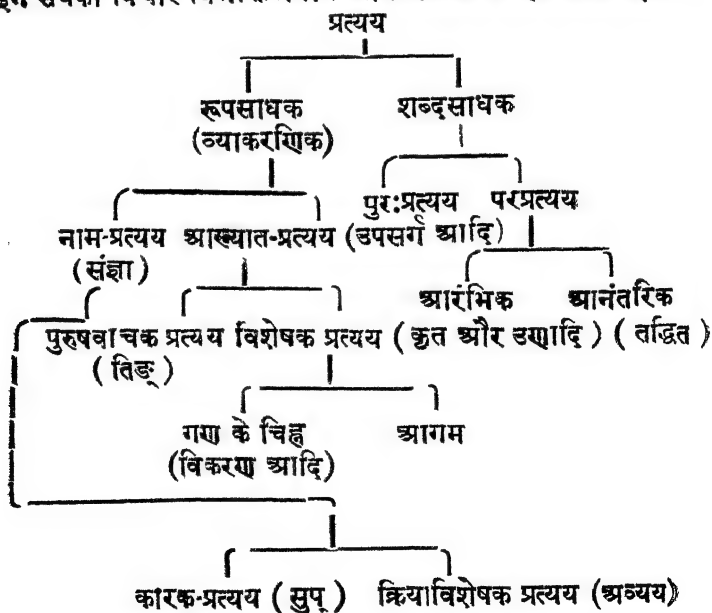 प्रत्यय
रूपसाधक शब्दसाधक
(व्याकरणिक)
पुर:प्रत्यय परप्रत्यय
नाम-प्रत्यय आख्यात-प्रत्यय (उपसर्ग आदि)
(संज्ञा)
आरंभिक आनंतरिक
पुरुषवाचक प्रत्यय विशेषक प्रत्यय (कृत और उणादि) (तद्धित)
(तिङ्)
गण के चिह्न आगम
(विकरण आदि)
कारक-प्रत्यय (सुप्) क्रियाविशेषक प्रत्यय (अव्यय)